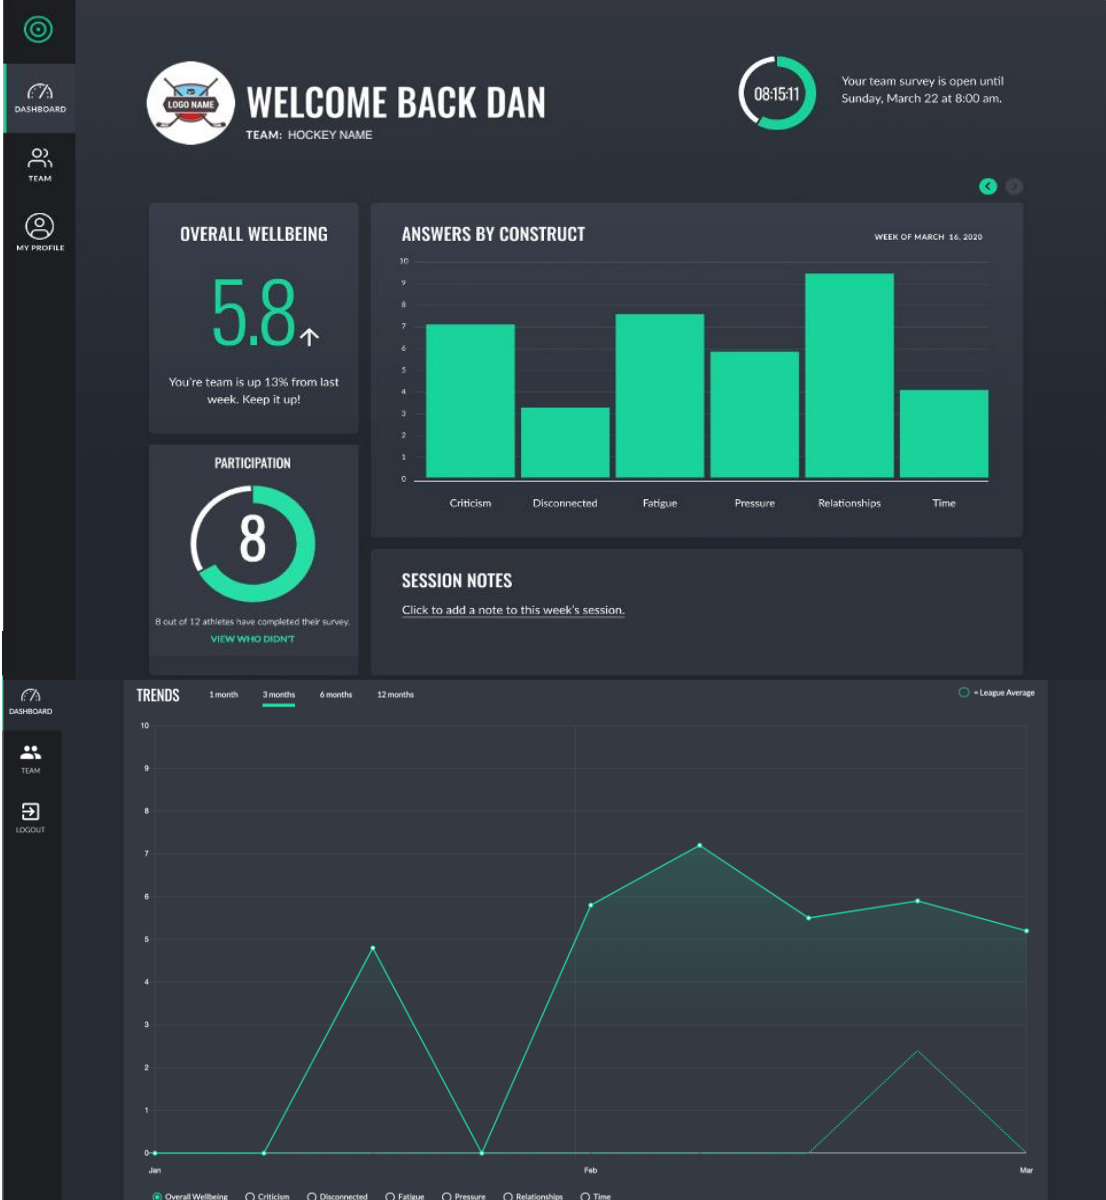 LOGO NAME
WELCOME BACK DAN
TEAM: HOCKEY NAME
08:15:11
Your team survey is open until
Sunday, March 22 at 8:00 am.
DASHBOARD
TEAM
MY PROFILE
OVERALL WELLBEING
5.8
You're team is up 13% from last
week. Keep it up!
PARTICIPATION
8
8 out of 12 athletes have completed their survey.
VIEW WHO DIDN'T
ANSWERS BY CONSTRUCT
WEEK OF MARCH 16, 2020
10
9
8
7
6
5
4
3
2
1
0
Criticism Disconnected Fatigue Pressure Relationships Time
SESSION NOTES
Click to add a note to this week's session.
DASHBOARD
TEAM
LOGOUT
TRENDS 1 month 3 months 6 months 12 months
= League Average
10
9
8
7
6
5
4
3
2
1
0
Jan Feb Mar
Overall Wellbeing Criticism Disconnected Fatigue Pressure Relationships Time